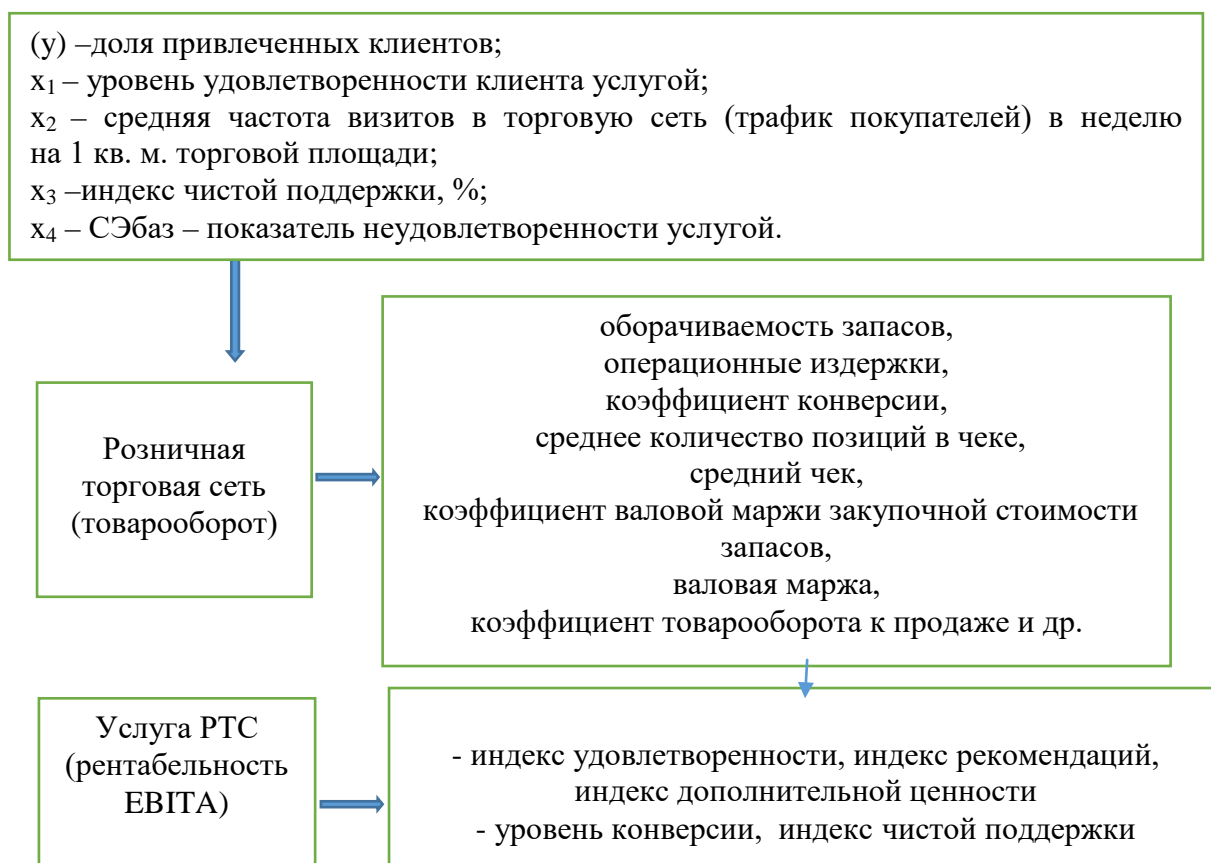 (y) –доля привлеченных клиентов;
x1 – уровень удовлетворенности клиента услугой;
x2 – средняя частота визитов в торговую сеть (трафик покупателей) в неделю
на 1 кв. м. торговой площади;
x3 –индекс чистой поддержки, %;
x4 – СЭбаз – показатель неудовлетворенности услугой.
Розничная
торговая сеть
(товарооборот)
оборачиваемость запасов,
операционные издержки,
коэффициент конверсии,
среднее количество позиций в чеке,
средний чек,
коэффициент валовой маржи закупочной стоимости
запасов,
валовая маржа,
коэффициент товарооборота к продаже и др.
Услуга РТС
(рентабельность
EBITA)
- индекс удовлетворенности, индекс рекомендаций,
индекс дополнительной ценности
- уровень конверсии, индекс чистой поддержки